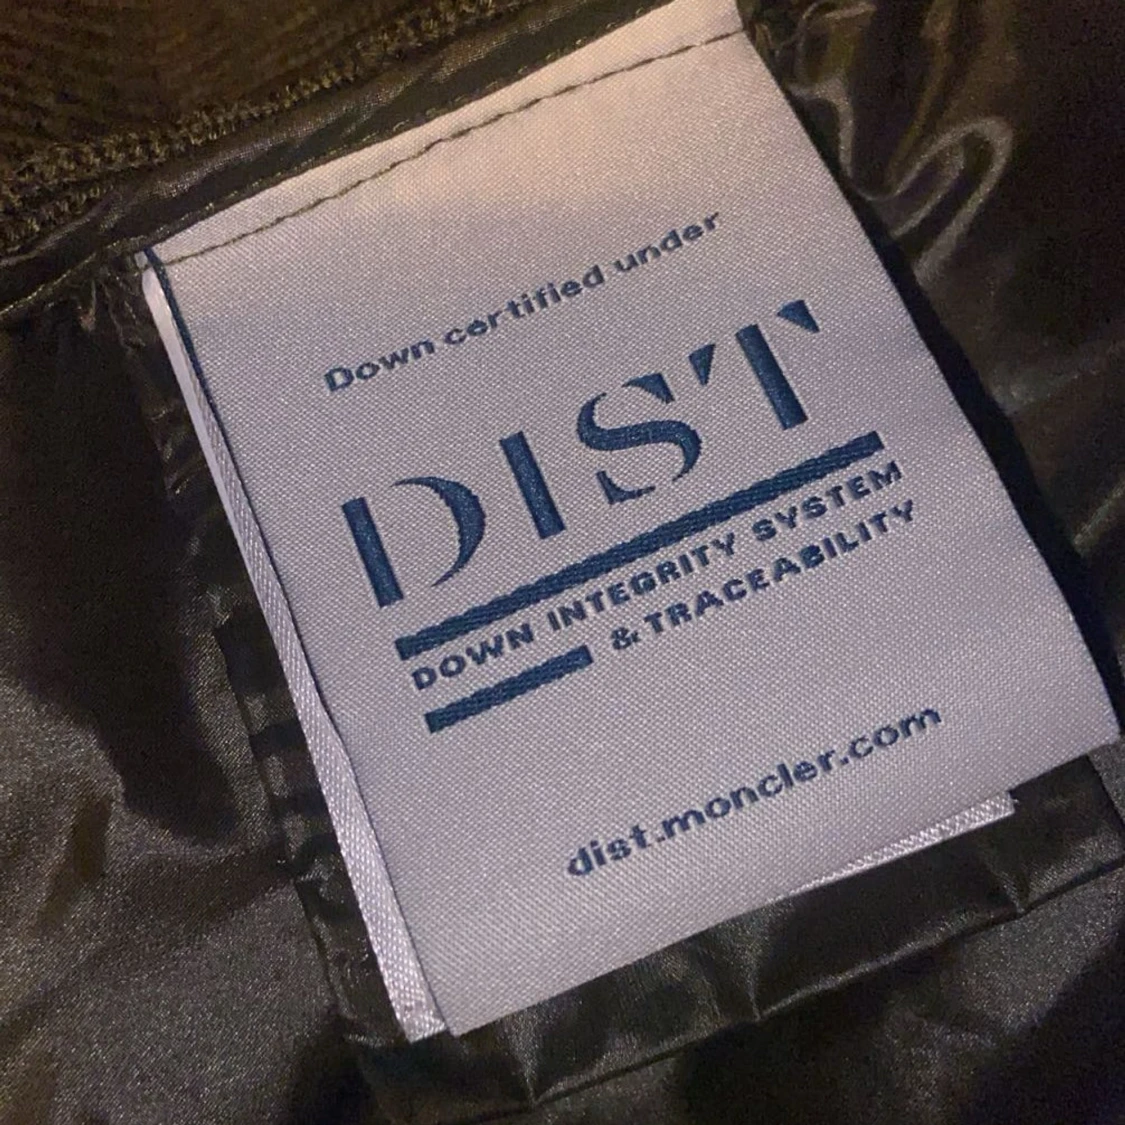 Down certified under
DIST
DOWN INTEGRITY SYSTEM
& TRACEABILITY
dist.moncler.com